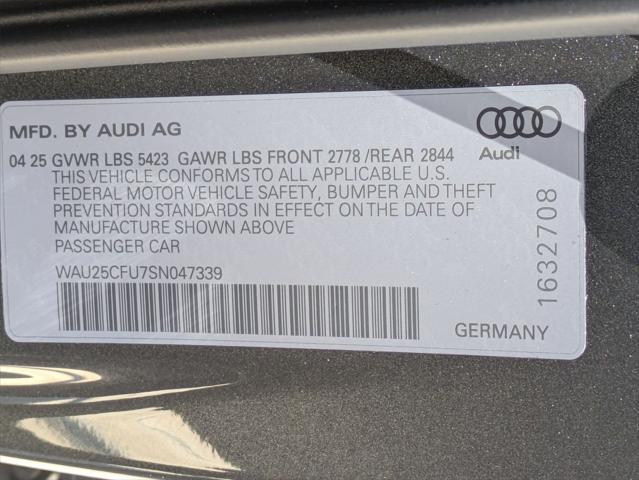 MFD. BY AUDI AG
Audi
04 25 GVWR LBS 5423 GAWR LBS FRONT 2778 /REAR 2844
THIS VEHICLE CONFORMS TO ALL APPLICABLE U.S.
FEDERAL MOTOR VEHICLE SAFETY, BUMPER AND THEFT
PREVENTION STANDARDS IN EFFECT ON THE DATE OF
MANUFACTURE SHOWN ABOVE
PASSENGER CAR
WAU25CFU7SN047339
GERMANY
1632708